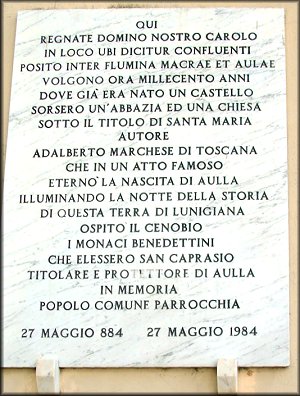 QUI
REGNATE DOMINO NOSTRO CAROLO
IN LOCO UBI DICITUR CONFLUENTI
POSITO INTER FLUMINA MACRAE ET AULAE
VOLGONO ORA MILLECENTO ANNI
DOVE GIA' ERA NATO UN CASTELLO
SORSERO UN'ABBAZIA ED UNA CHIESA
SOTTO IL TITOLO DI SANTA MARIA
AUTORE
ADALBERTO MARCHESE DI TOSCANA
CHE IN UN ATTO FAMOSO
ETERNO' LA NASCITA DI AULLA
ILLUMINANDO LA NOTTE DELLA STORIA
DI QUESTA TERRA DI LUNIGIANA
OSPITO IL CENOBIO
I MONACI BENEDETTINI
CHE ELESSERO SAN CAPRASIO
TITOLARE E PROTETTORE DI AULLA
IN MEMORIA
POPOLO COMUNE PARROCCHIA
27 MAGGIO 884 27 MAGGIO 1984